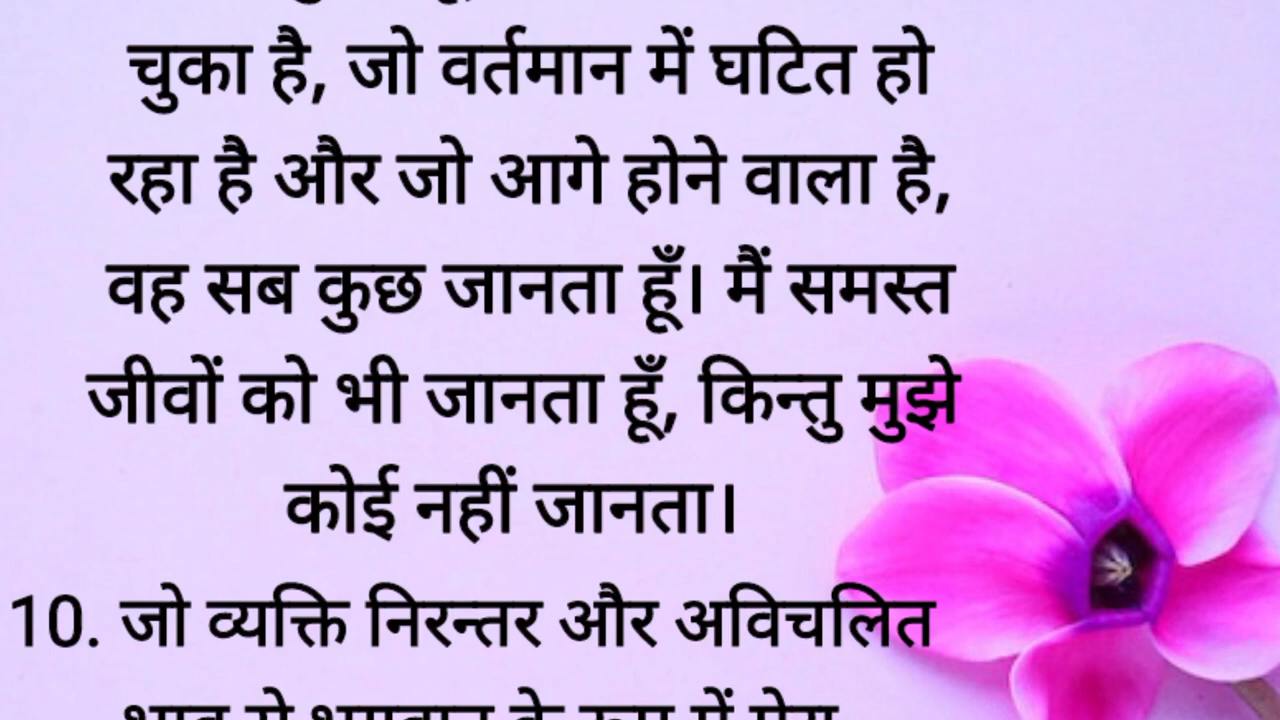 चुका है, जो वर्तमान में घटित हो
रहा है और जो आगे होने वाला है,
वह सब कुछ जानता हूँ। मैं समस्त
जीवों को भी जानता हूँ, किन्तु मुझे
कोई नहीं जानता।
10. जो व्यक्ति निरन्तर और अविचलित